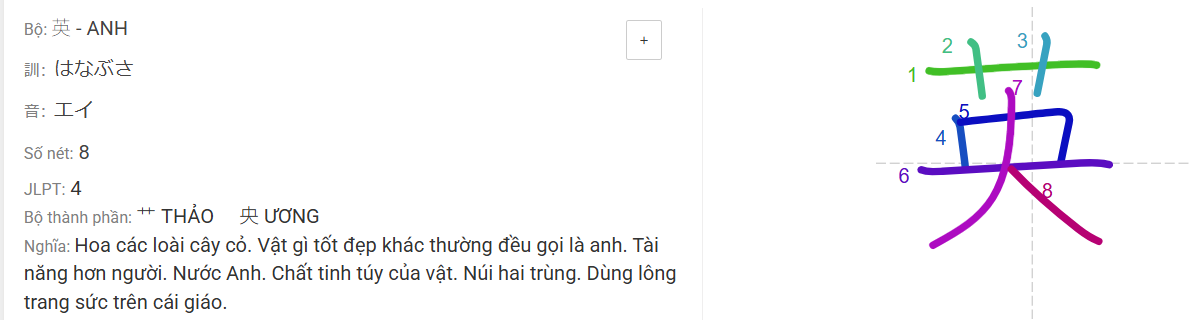 Bộ: 英 - ANH
+
訓: はなぶさ
音: エイ
Số nét: 8
JLPT: 4
Bộ thành phần: 艹 THẢO 央 ƯƠNG
Nghĩa: Hoa các loài cây cỏ. Vật gì tốt đẹp khác thường đều gọi là anh. Tài
năng hơn người. Nước Anh. Chất tinh túy của vật. Núi hai trùng. Dùng lông
trang sức trên cái giáo.
英
1
2
3
4
5
6
7
8